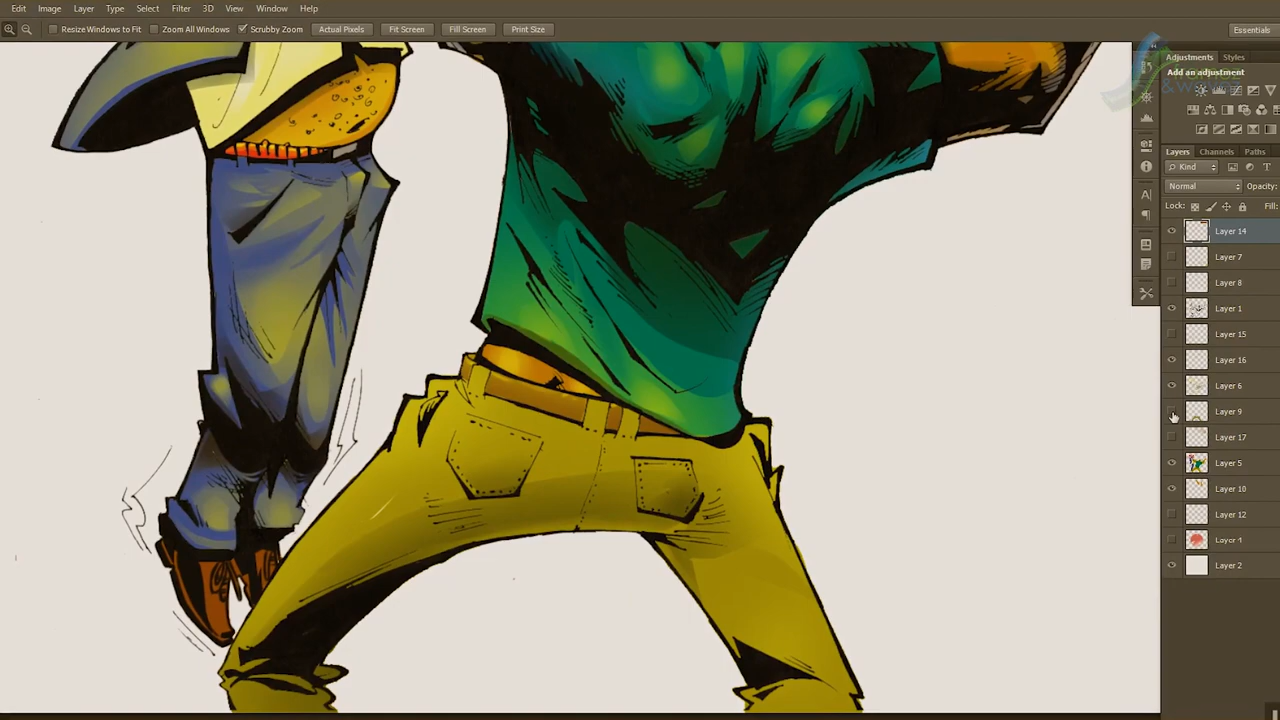 Edit Image Layer Type Select Filter 3D View Window Help
Resize Windows to Fit Zoom All Windows Scrubby Zoom Actual Pixels Fit Screen Fill Screen Print Size Essentials
Adjustments Styles
Add an adjustment
Layers Channels Paths
Kind
Normal Opacity:
Lock: Fill:
Layer 14
Layer 7
Layer 8
Layer 1
Layer 15
Layer 16
Layer 6
Layer 9
Layer 17
Layer 5
Layer 10
Layer 12
Layer 4
Layer 2